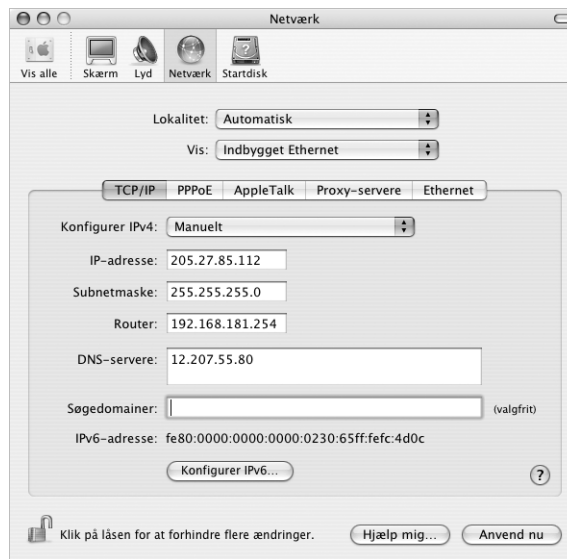 Netværk
Vis alle Skærm Lyd Netværk Startdisk
Lokalitet: Automatisk
Vis: Indbygget Ethernet
TCP/IP PPPoE AppleTalk Proxy-servere Ethernet
Konfigurer IPv4: Manuelt
IP-adresse: 205.27.85.112
Subnetmaske: 255.255.255.0
Router: 192.168.181.254
DNS-servere: 12.207.55.80
Søgedomainer: (valgfrit)
IPv6-adresse: fe80:0000:0000:0000:0230:65ff:fefc:4d0c
Konfigurer IPv6... ?
Klik på låsen for at forhindre flere ændringer. Hjælp mig... Anvend nu